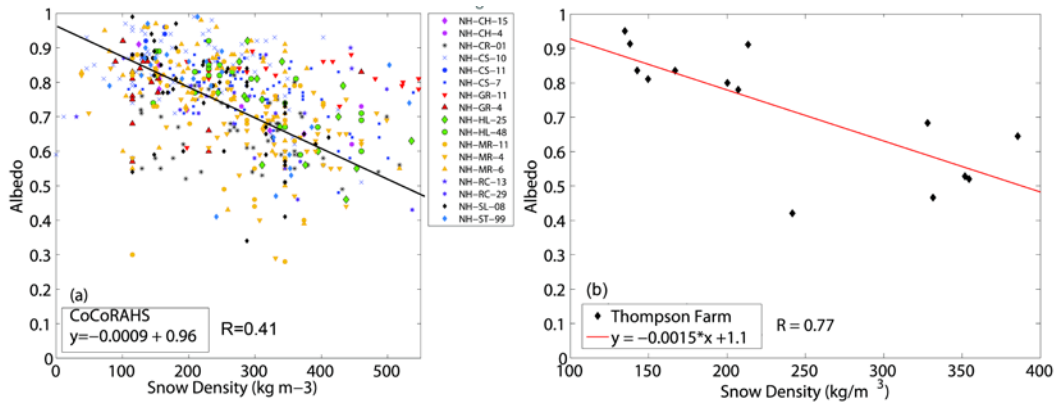 1
0.9
0.8
0.7
0.6
0.5
0.4
0.3
0.2
0.1
0
Albedo
0 100 200 300 400 500
Snow Density (kg m−3)
(a)
CoCoRAHS
y=−0.0009 + 0.96
R=0.41
NH−CH−15
NH−CH−4
NH−CR−01
NH−CS−10
NH−CS−11
NH−CS−7
NH−GR−11
NH−GR−4
NH−HL−25
NH−HL−48
NH−MR−11
NH−MR−4
NH−MR−6
NH−RC−13
NH−RC−29
NH−SL−08
NH−ST−99
1
0.9
0.8
0.7
0.6
0.5
0.4
0.3
0.2
0.1
0
Albedo
100 150 200 250 300 350 400
Snow Density (kg/m³)
(b)
Thompson Farm
y = −0.0015*x +1.1
R = 0.77